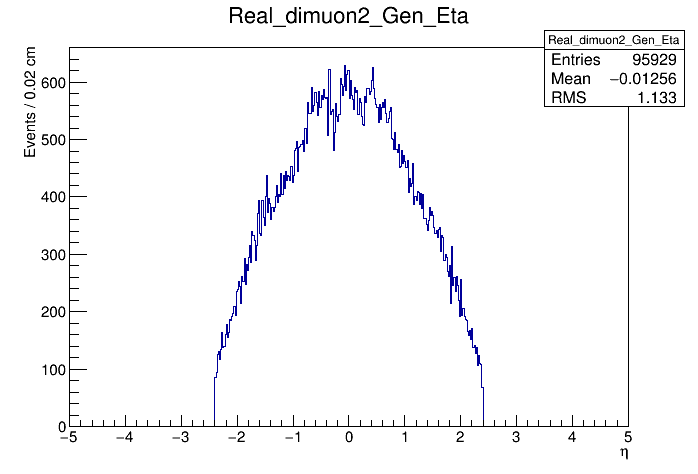 Real_dimuon2_Gen_Eta
Real_dimuon2_Gen_Eta
Entries 95929
Mean −0.01256
RMS 1.133
Events / 0.02 cm
600
500
400
300
200
100
0
−5 −4 −3 −2 −1 0 1 2 3 4 5
η